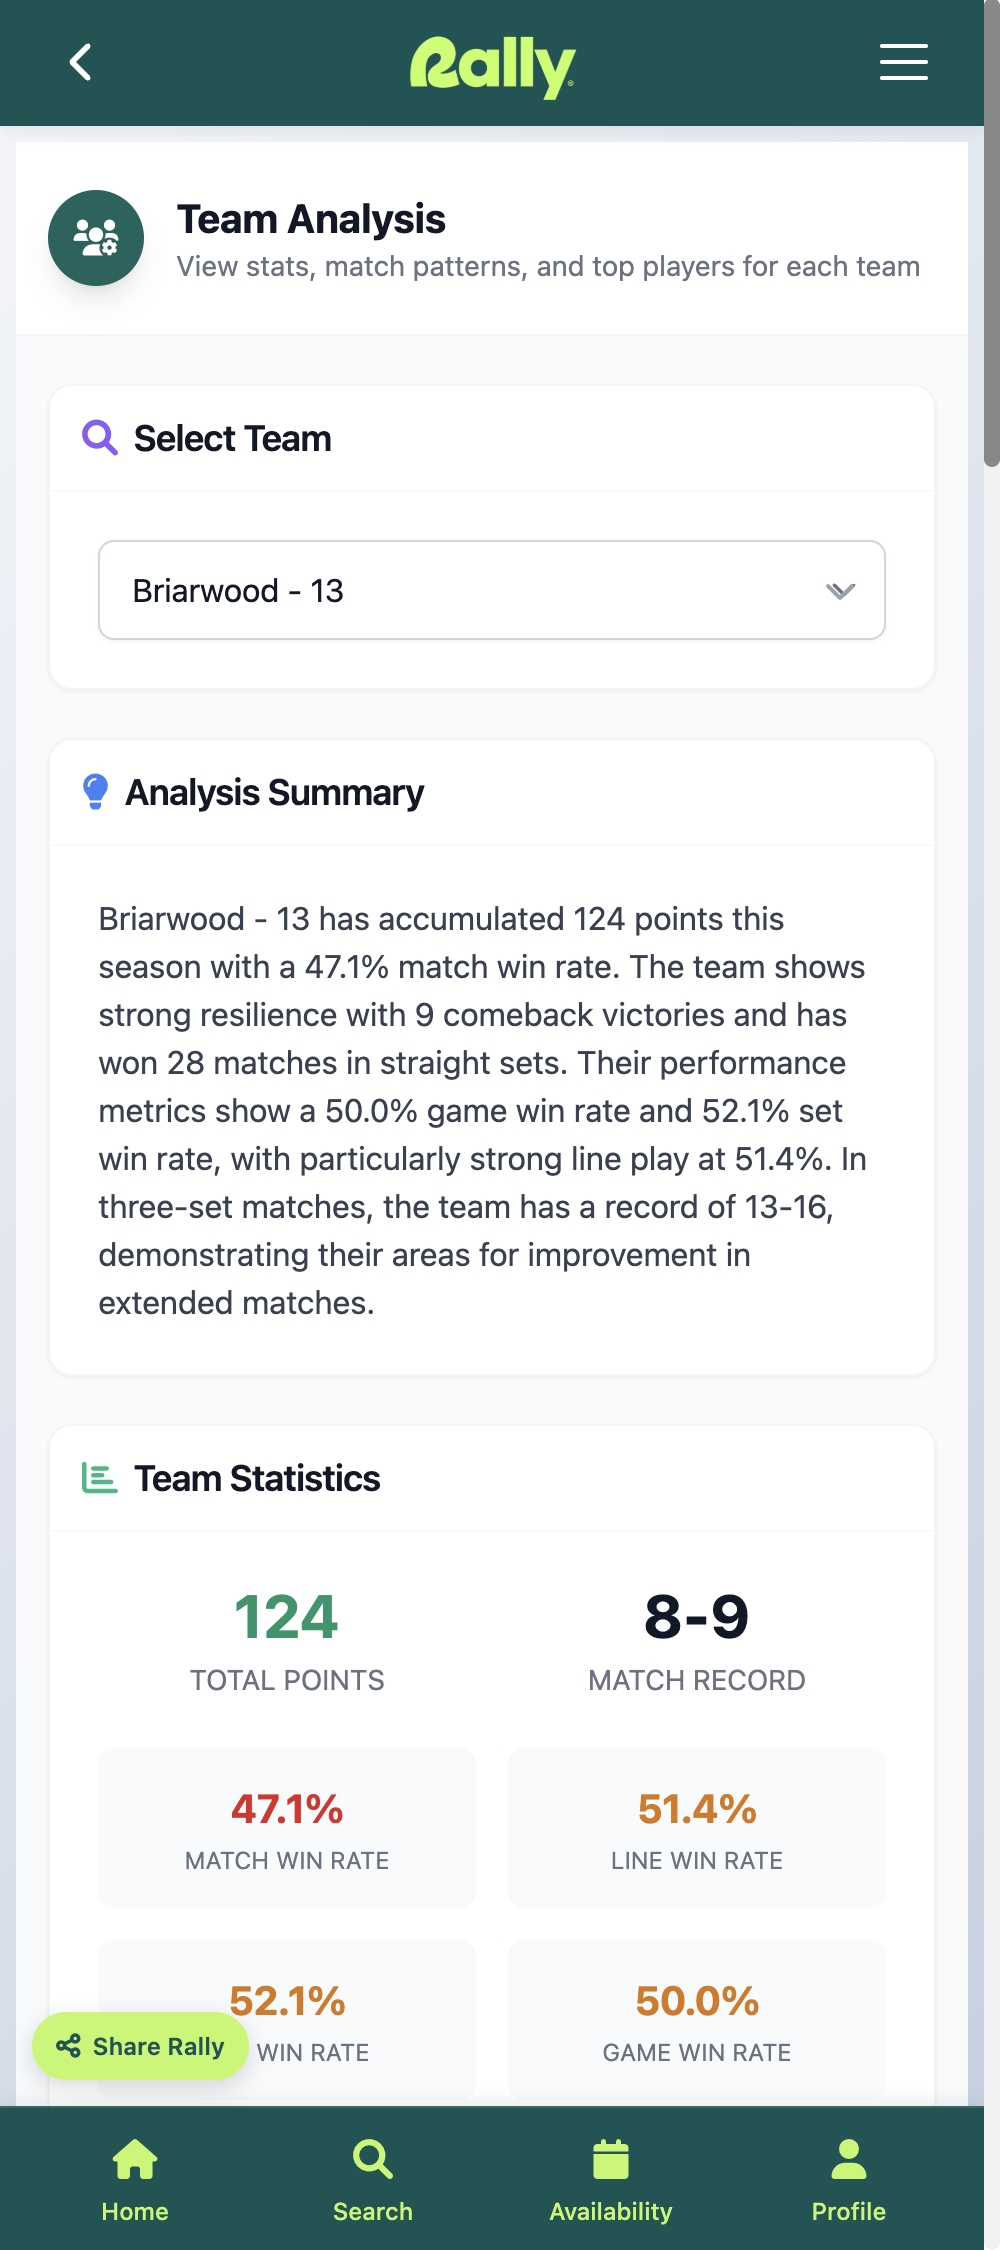 Rally
Team Analysis
View stats, match patterns, and top players for each team
Select Team
Briarwood - 13
Analysis Summary
Briarwood - 13 has accumulated 124 points this
season with a 47.1% match win rate. The team shows
strong resilience with 9 comeback victories and has
won 28 matches in straight sets. Their performance
metrics show a 50.0% game win rate and 52.1% set
win rate, with particularly strong line play at 51.4%. In
three-set matches, the team has a record of 13-16,
demonstrating their areas for improvement in
extended matches.
Team Statistics
124
TOTAL POINTS
8-9
MATCH RECORD
47.1%
MATCH WIN RATE
51.4%
LINE WIN RATE
52.1%
WIN RATE
50.0%
GAME WIN RATE
Share Rally
Home
Search
Availability
Profile